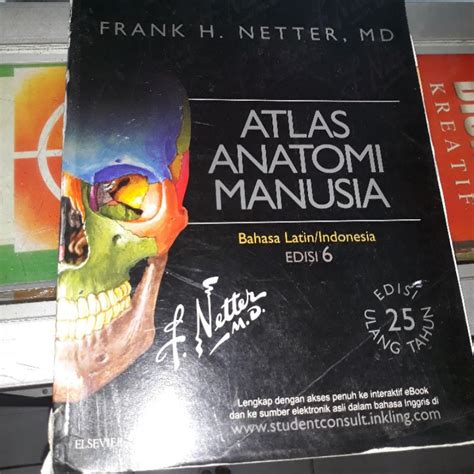 FRANK H. NETTER, MD
ATLAS
ANATOMI
MANUSIA
Bahasa Latin/Indonesia
EDISI 6
F. Netter
M.D.
EDISI
25
ULANG TAHUN
Lengkap dengan akses penuh ke interaktif eBook
dan ke sumber elektronik asli dalam bahasa Inggris di
www.studentconsult.inkling.com
ELSEVIER
KREATIF